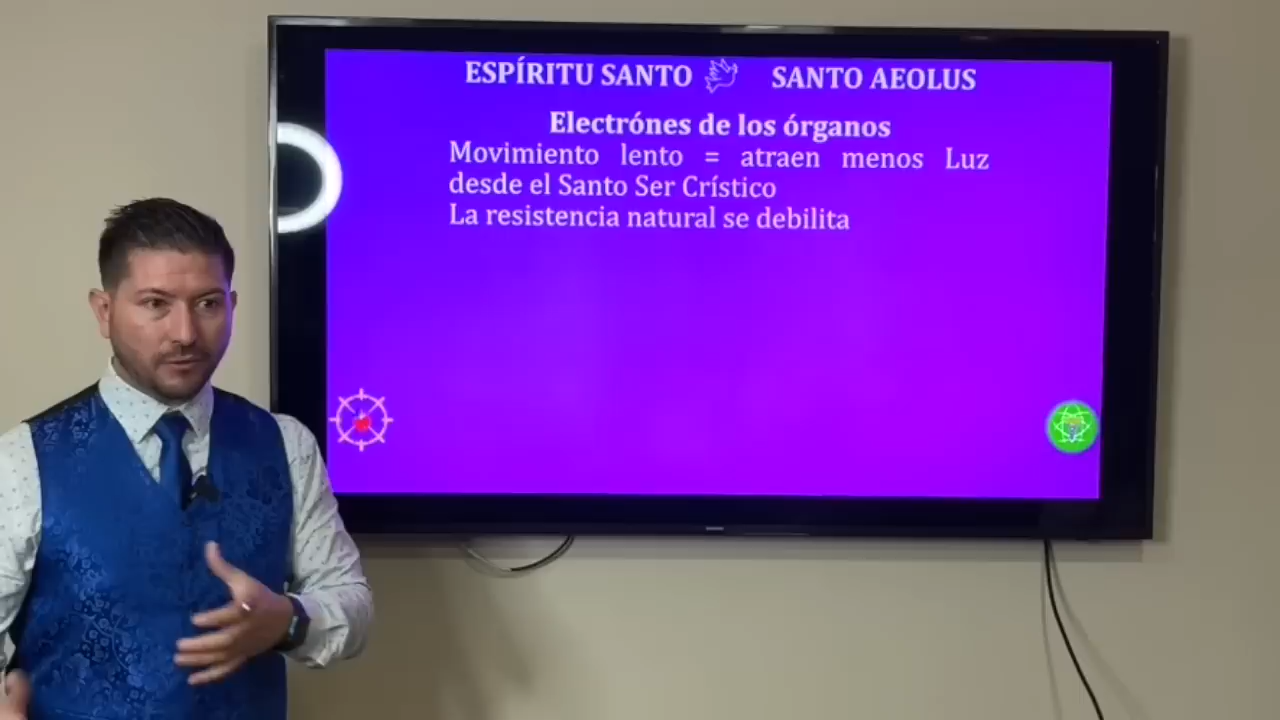 ESPÍRITU SANTO SANTO AEOLUS
Electrónes de los órganos
Movimiento lento = atraen menos Luz
desde el Santo Ser Crístico
La resistencia natural se debilita